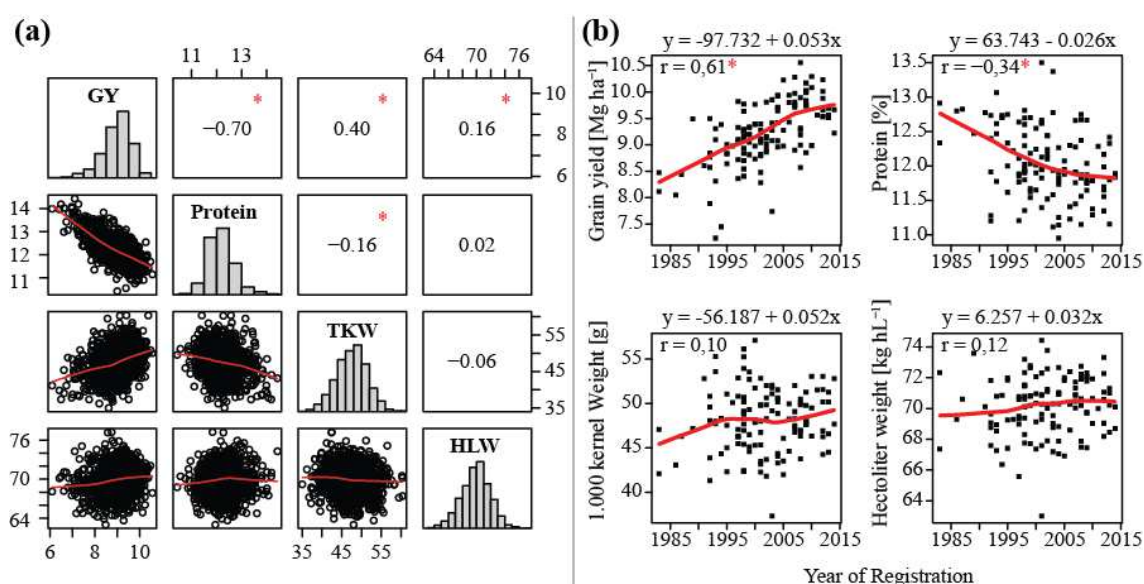 (a)
11 13
64 70 76
GY
−0.70 *
0.40 *
0.16 *
6 8 10
14
13
12
11
Protein
−0.16 *
0.02
TKW
−0.06
35 45 55
76
70
64
HLW
6 8 10
35 45 55
(b)
y = -97.732 + 0.053x
r = 0,61*
Grain yield [Mg ha⁻¹]
10.5
10.0
9.5
9.0
8.5
8.0
7.5
1985 1995 2005 2015
y = 63.743 - 0.026x
r = −0,34*
Protein [%]
13.5
13.0
12.5
12.0
11.5
11.0
1985 1995 2005 2015
y = -56.187 + 0.052x
r = 0,10
1.000 kernel Weight [g]
55
50
45
40
1985 1995 2005 2015
y = 6.257 + 0.032x
r = 0,12
Hectoliter weight [kg hL⁻¹]
74
72
70
68
66
64
1985 1995 2005 2015
Year of Registration